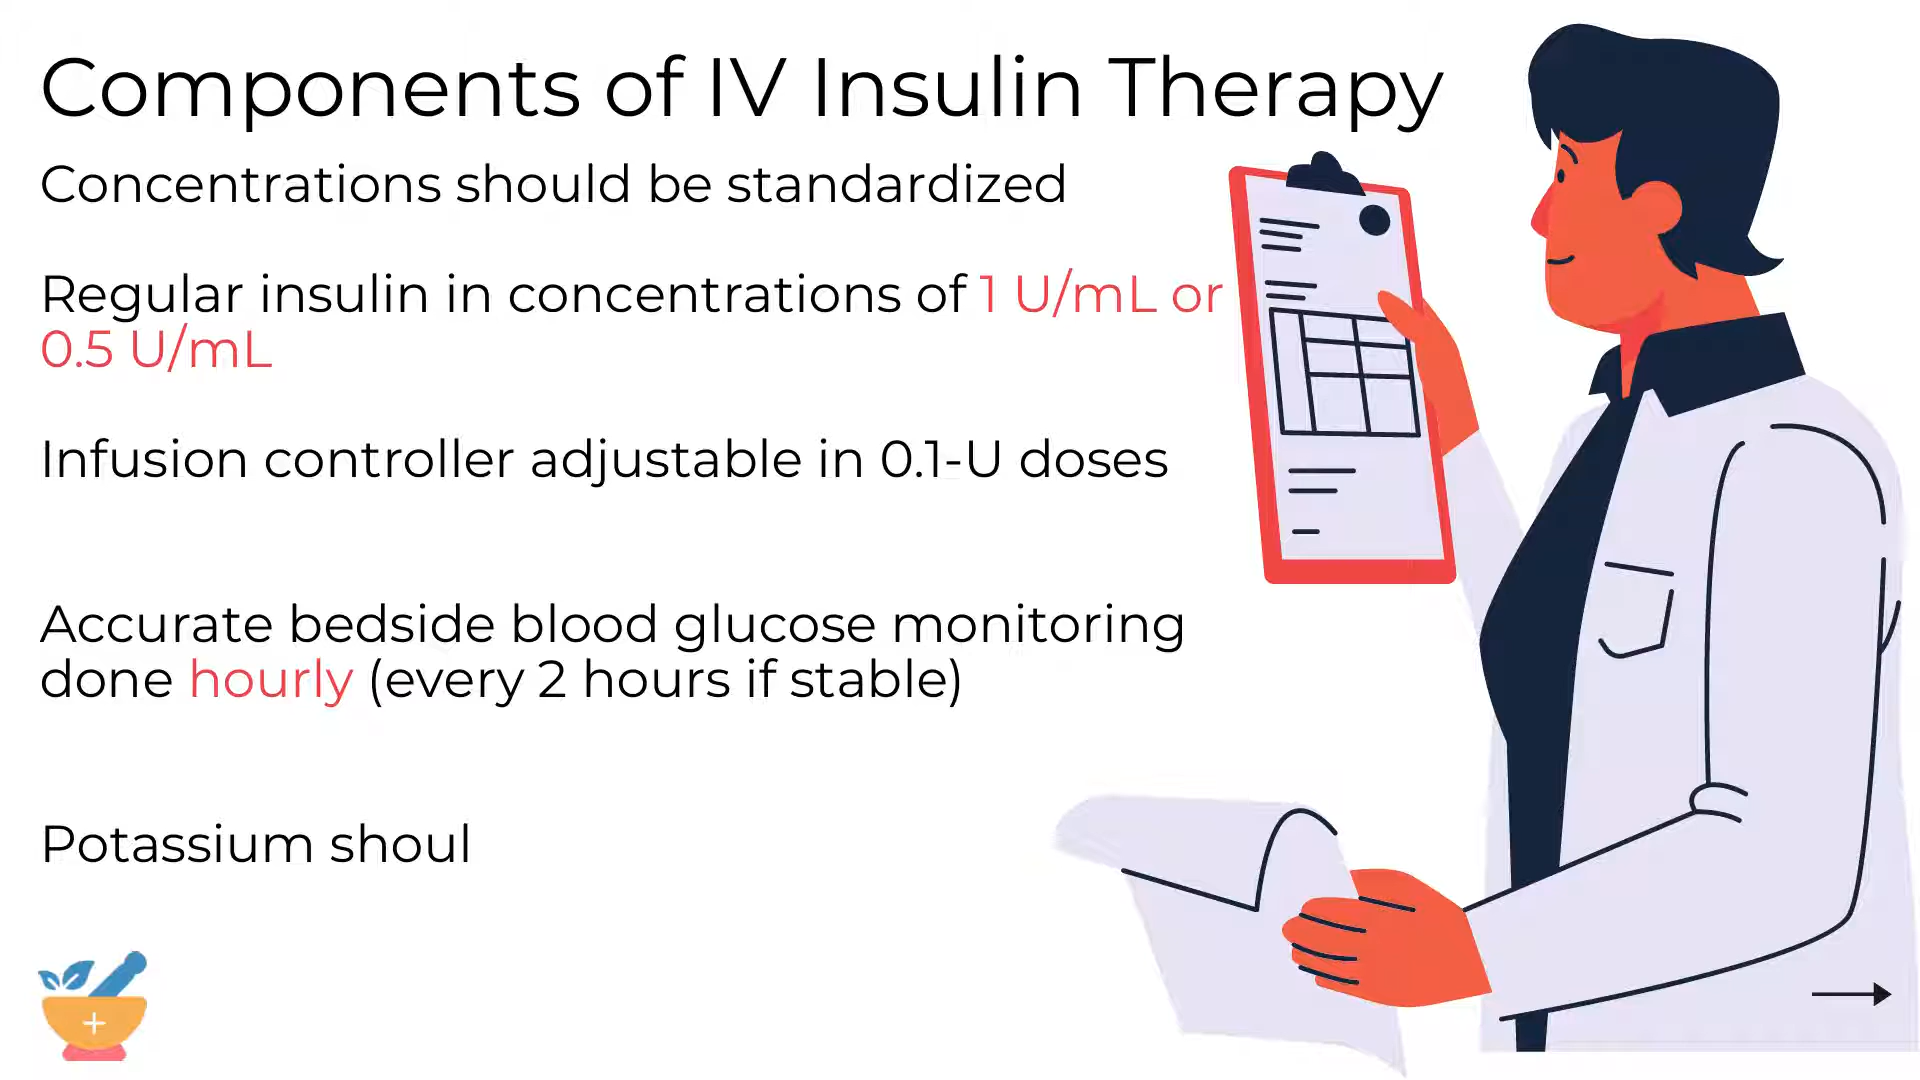 Components of IV Insulin Therapy
Concentrations should be standardized
Regular insulin in concentrations of 1 U/mL or
0.5 U/mL
Infusion controller adjustable in 0.1-U doses
Accurate bedside blood glucose monitoring
done hourly (every 2 hours if stable)
Potassium shoul